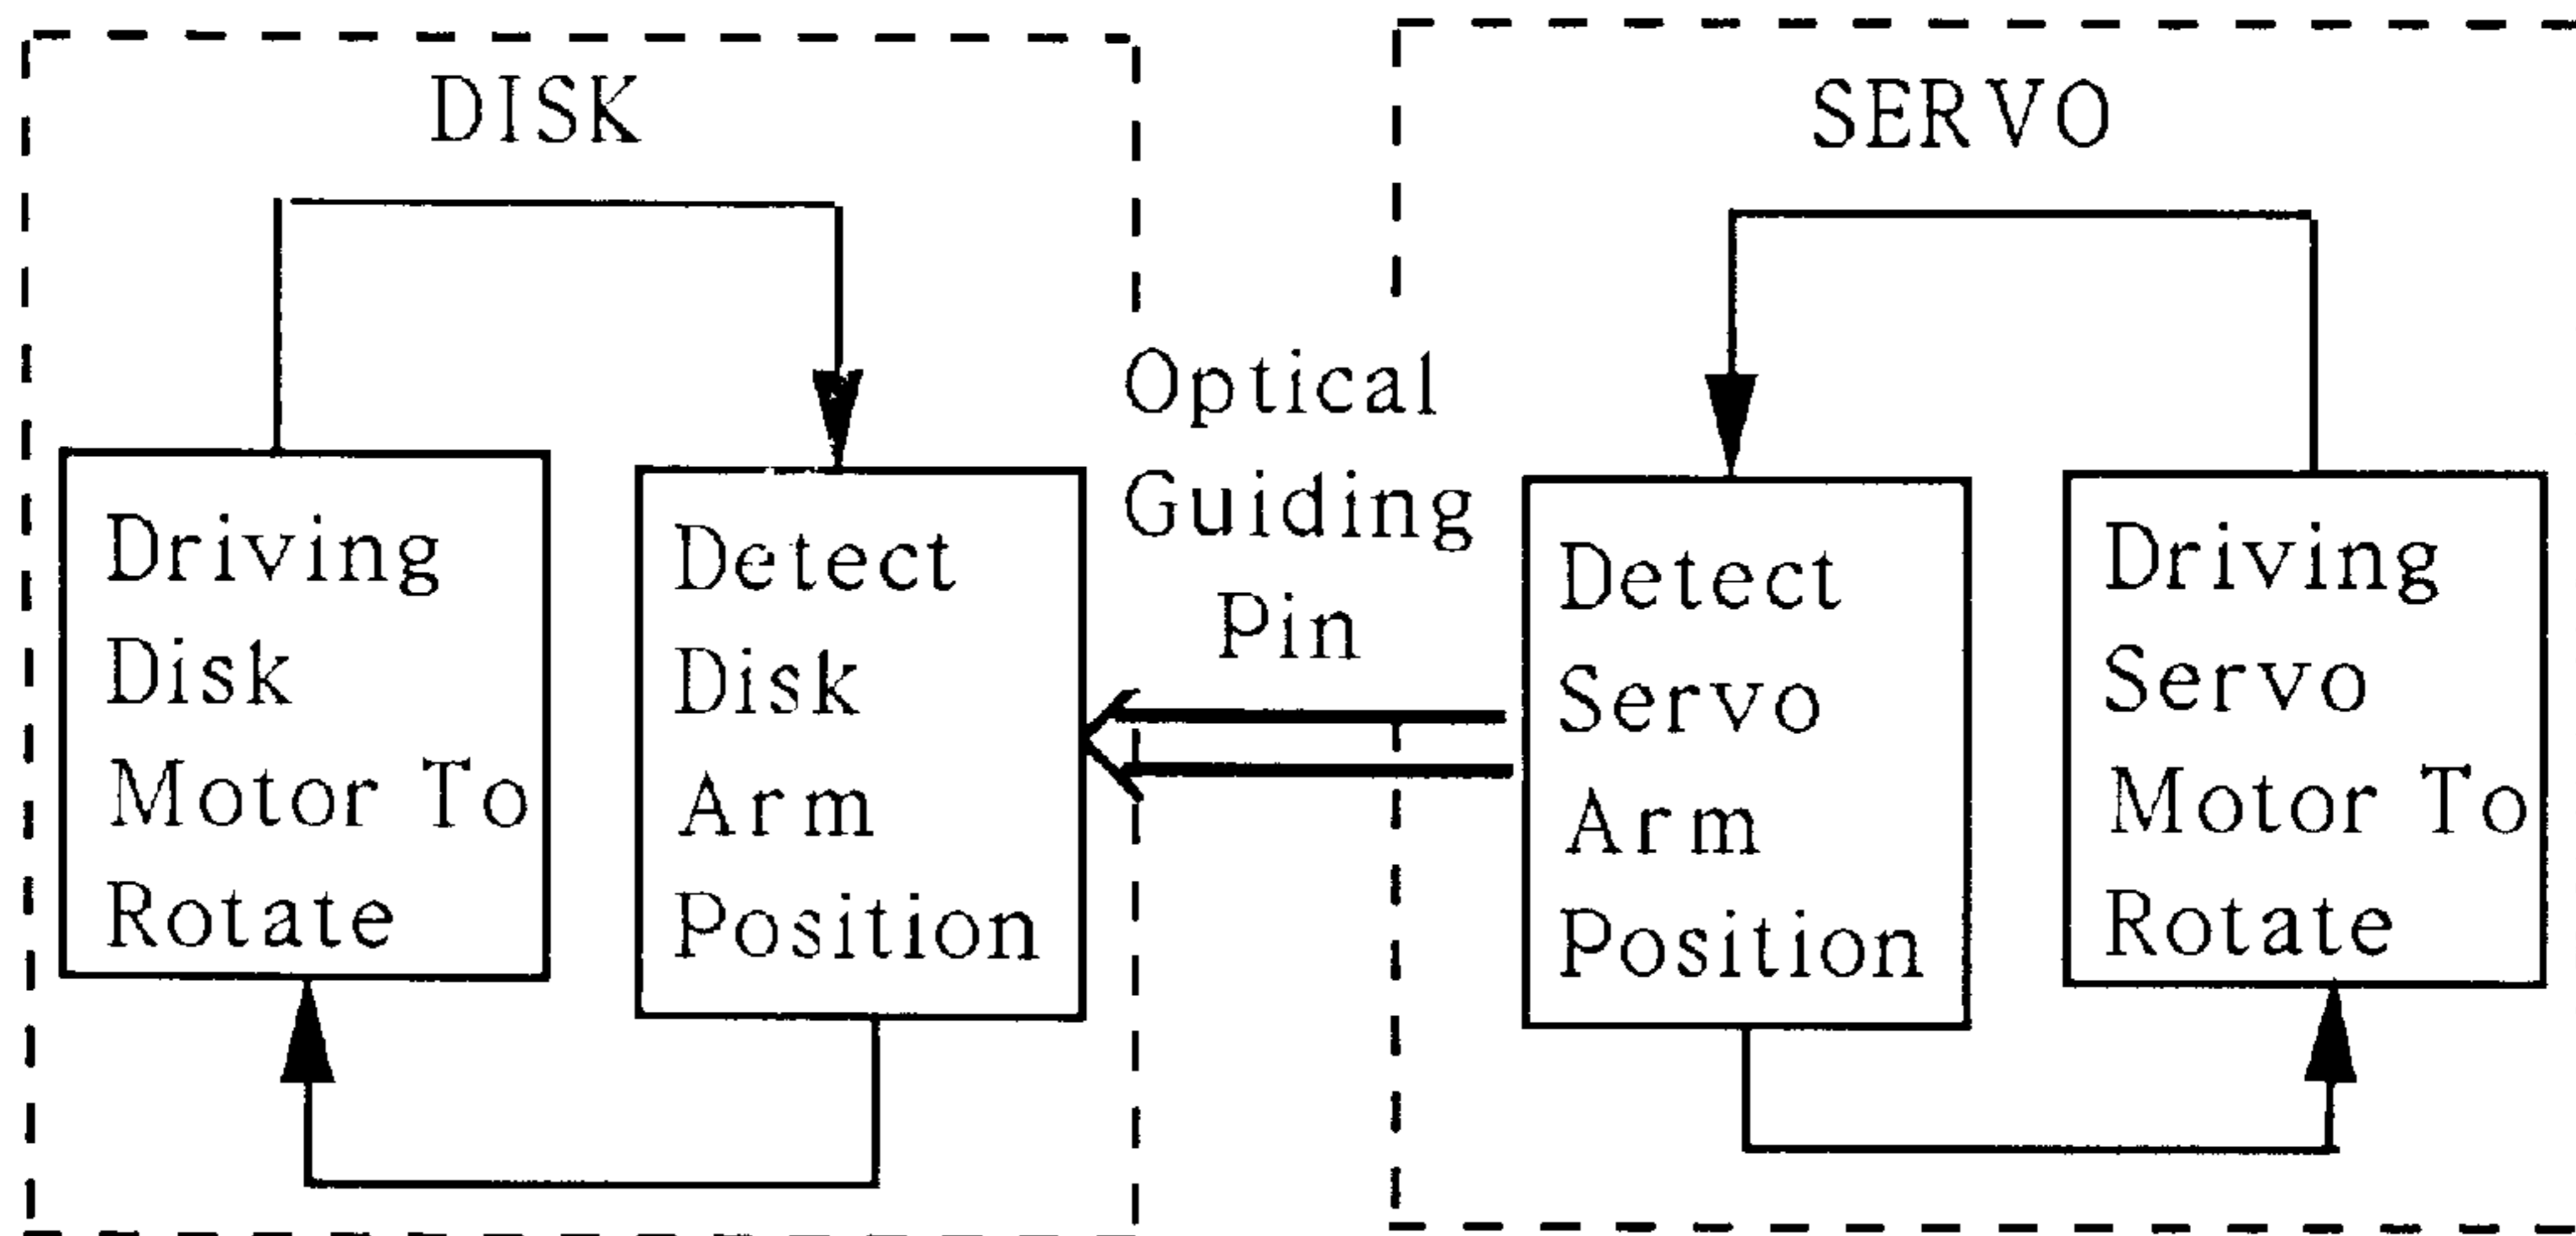 DISK
Driving
Disk
Motor To
Rotate
Detect
Disk
Arm
Position
Optical
Guiding
Pin
SERVO
Detect
Servo
Arm
Position
Driving
Servo
Motor To
Rotate